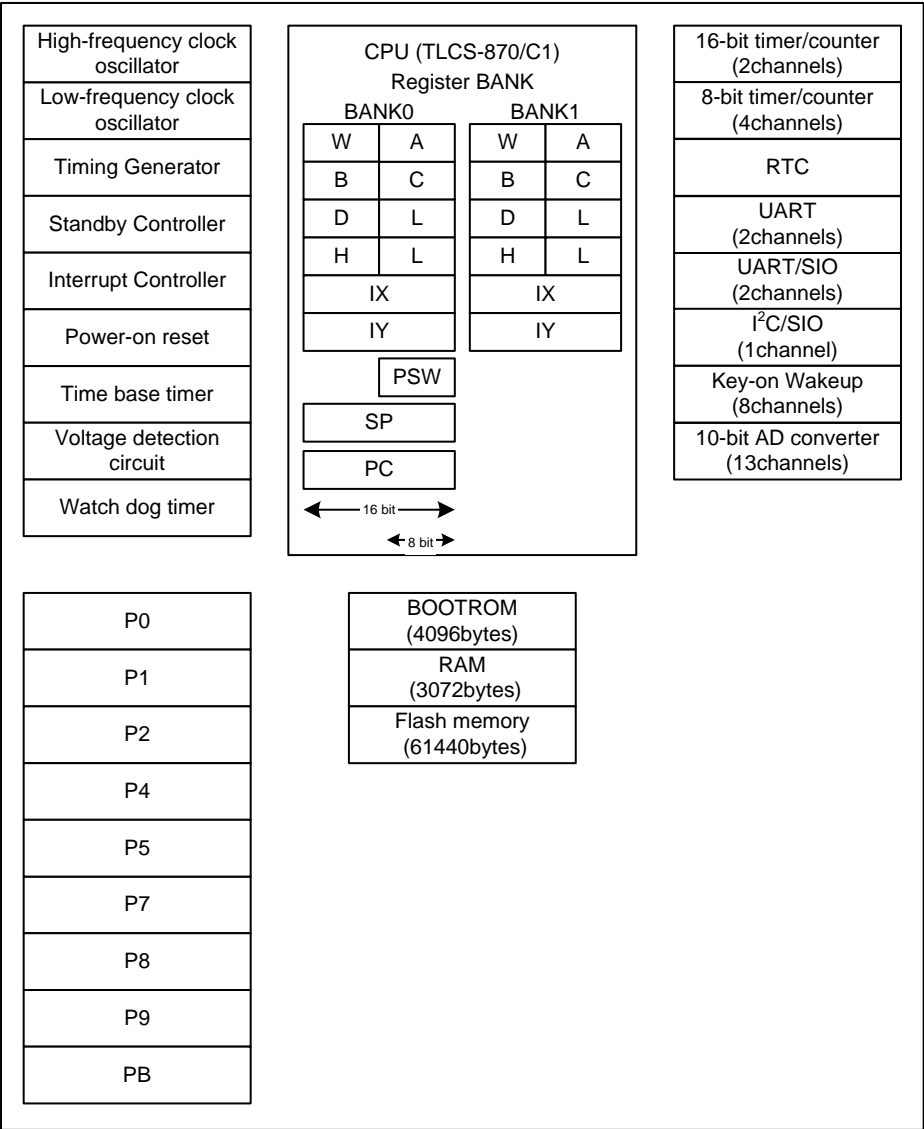 High-frequency clock
oscillator
Low-frequency clock
oscillator
Timing Generator
Standby Controller
Interrupt Controller
Power-on reset
Time base timer
Voltage detection
circuit
Watch dog timer
CPU (TLCS-870/C1)
Register BANK
BANK0 BANK1
W A W A
B C B C
D L D L
H L H L
IX IX
IY IY
PSW
SP
PC
16 bit
8 bit
16-bit timer/counter
(2channels)
8-bit timer/counter
(4channels)
RTC
UART
(2channels)
UART/SIO
(2channels)
I²C/SIO
(1channel)
Key-on Wakeup
(8channels)
10-bit AD converter
(13channels)
P0
P1
P2
P4
P5
P7
P8
P9
PB
BOOTROM
(4096bytes)
RAM
(3072bytes)
Flash memory
(61440bytes)